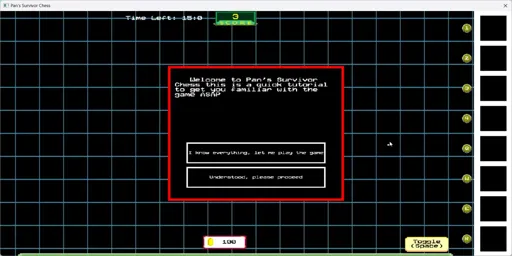 Pan's Survivor Chess
Time Left: 15:0
3
Welcome to Pan's Survivor
Chess this is a quick tutorial
to get you familiar with the
game ASAP
I know everything, let me play the game
Understood, please proceed
100
Toggle
(Space)